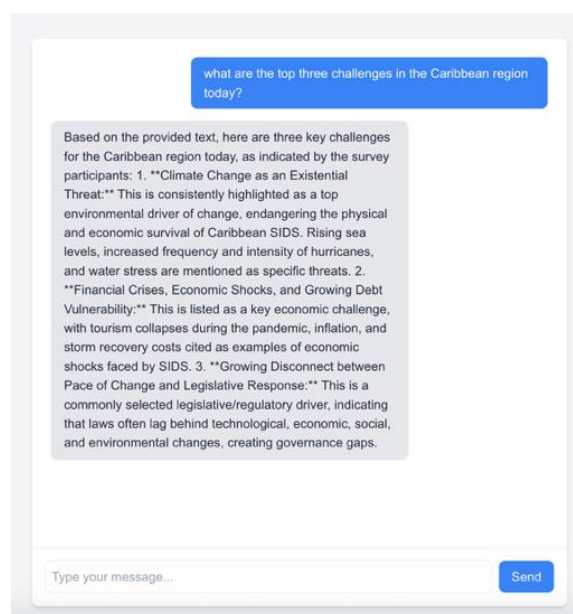 what are the top three challenges in the Caribbean region
today?
Based on the provided text, here are three key challenges
for the Caribbean region today, as indicated by the survey
participants: 1. **Climate Change as an Existential
Threat:** This is consistently highlighted as a top
environmental driver of change, endangering the physical
and economic survival of Caribbean SIDS. Rising sea
levels, increased frequency and intensity of hurricanes,
and water stress are mentioned as specific threats. 2.
**Financial Crises, Economic Shocks, and Growing Debt
Vulnerability:** This is listed as a key economic challenge,
with tourism collapses during the pandemic, inflation, and
storm recovery costs cited as examples of economic
shocks faced by SIDS. 3. **Growing Disconnect between
Pace of Change and Legislative Response:** This is a
commonly selected legislative/regulatory driver, indicating
that laws often lag behind technological, economic, social,
and environmental changes, creating governance gaps.
Type your message...
Send